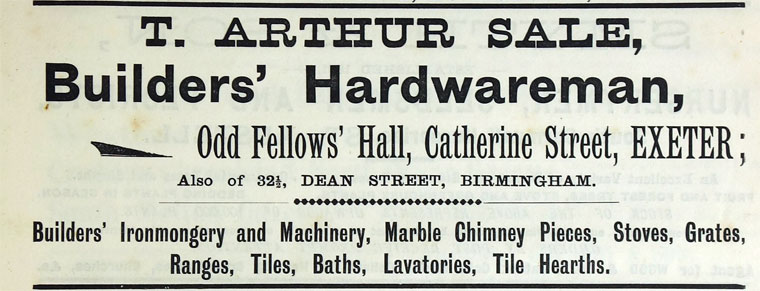 T. ARTHUR SALE,
Builders' Hardwareman,
Odd Fellows' Hall, Catherine Street, EXETER;
Also of 32½, DEAN STREET, BIRMINGHAM.
Builders' Ironmongery and Machinery, Marble Chimney Pieces, Stoves, Grates,
Ranges, Tiles, Baths, Lavatories, Tile Hearths.